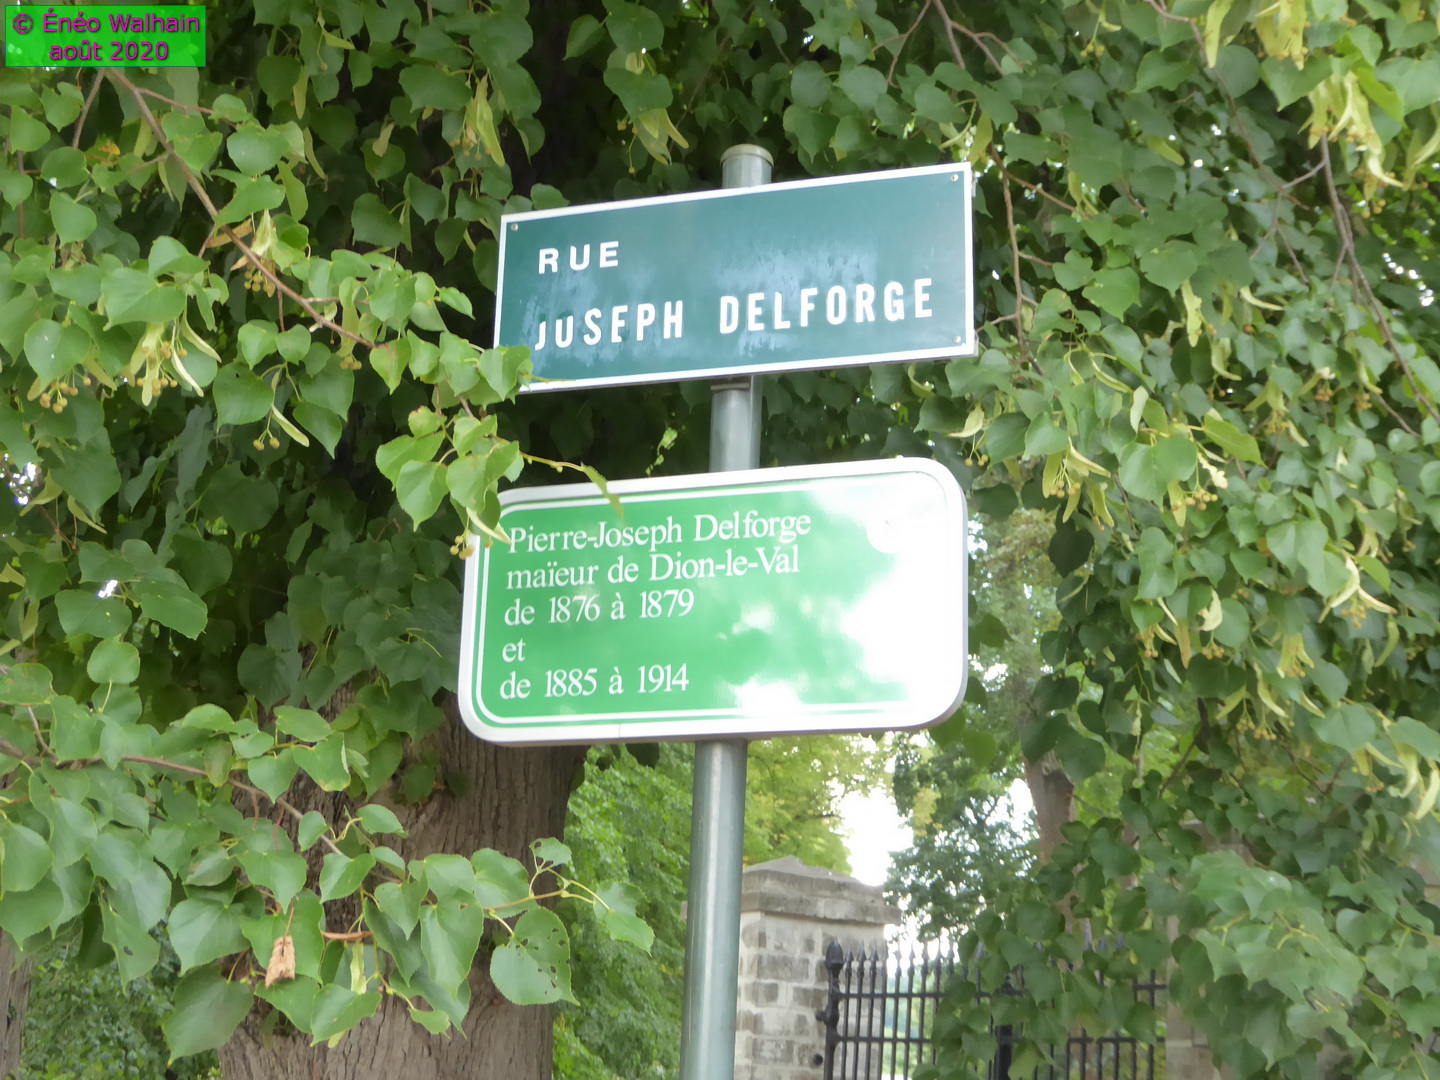 © Énéo Walhain
août 2020
RUE
JUSEPH DELFORGE
Pierre-Joseph Delforge
maïeur de Dion-le-Val
de 1876 à 1879
et
de 1885 à 1914